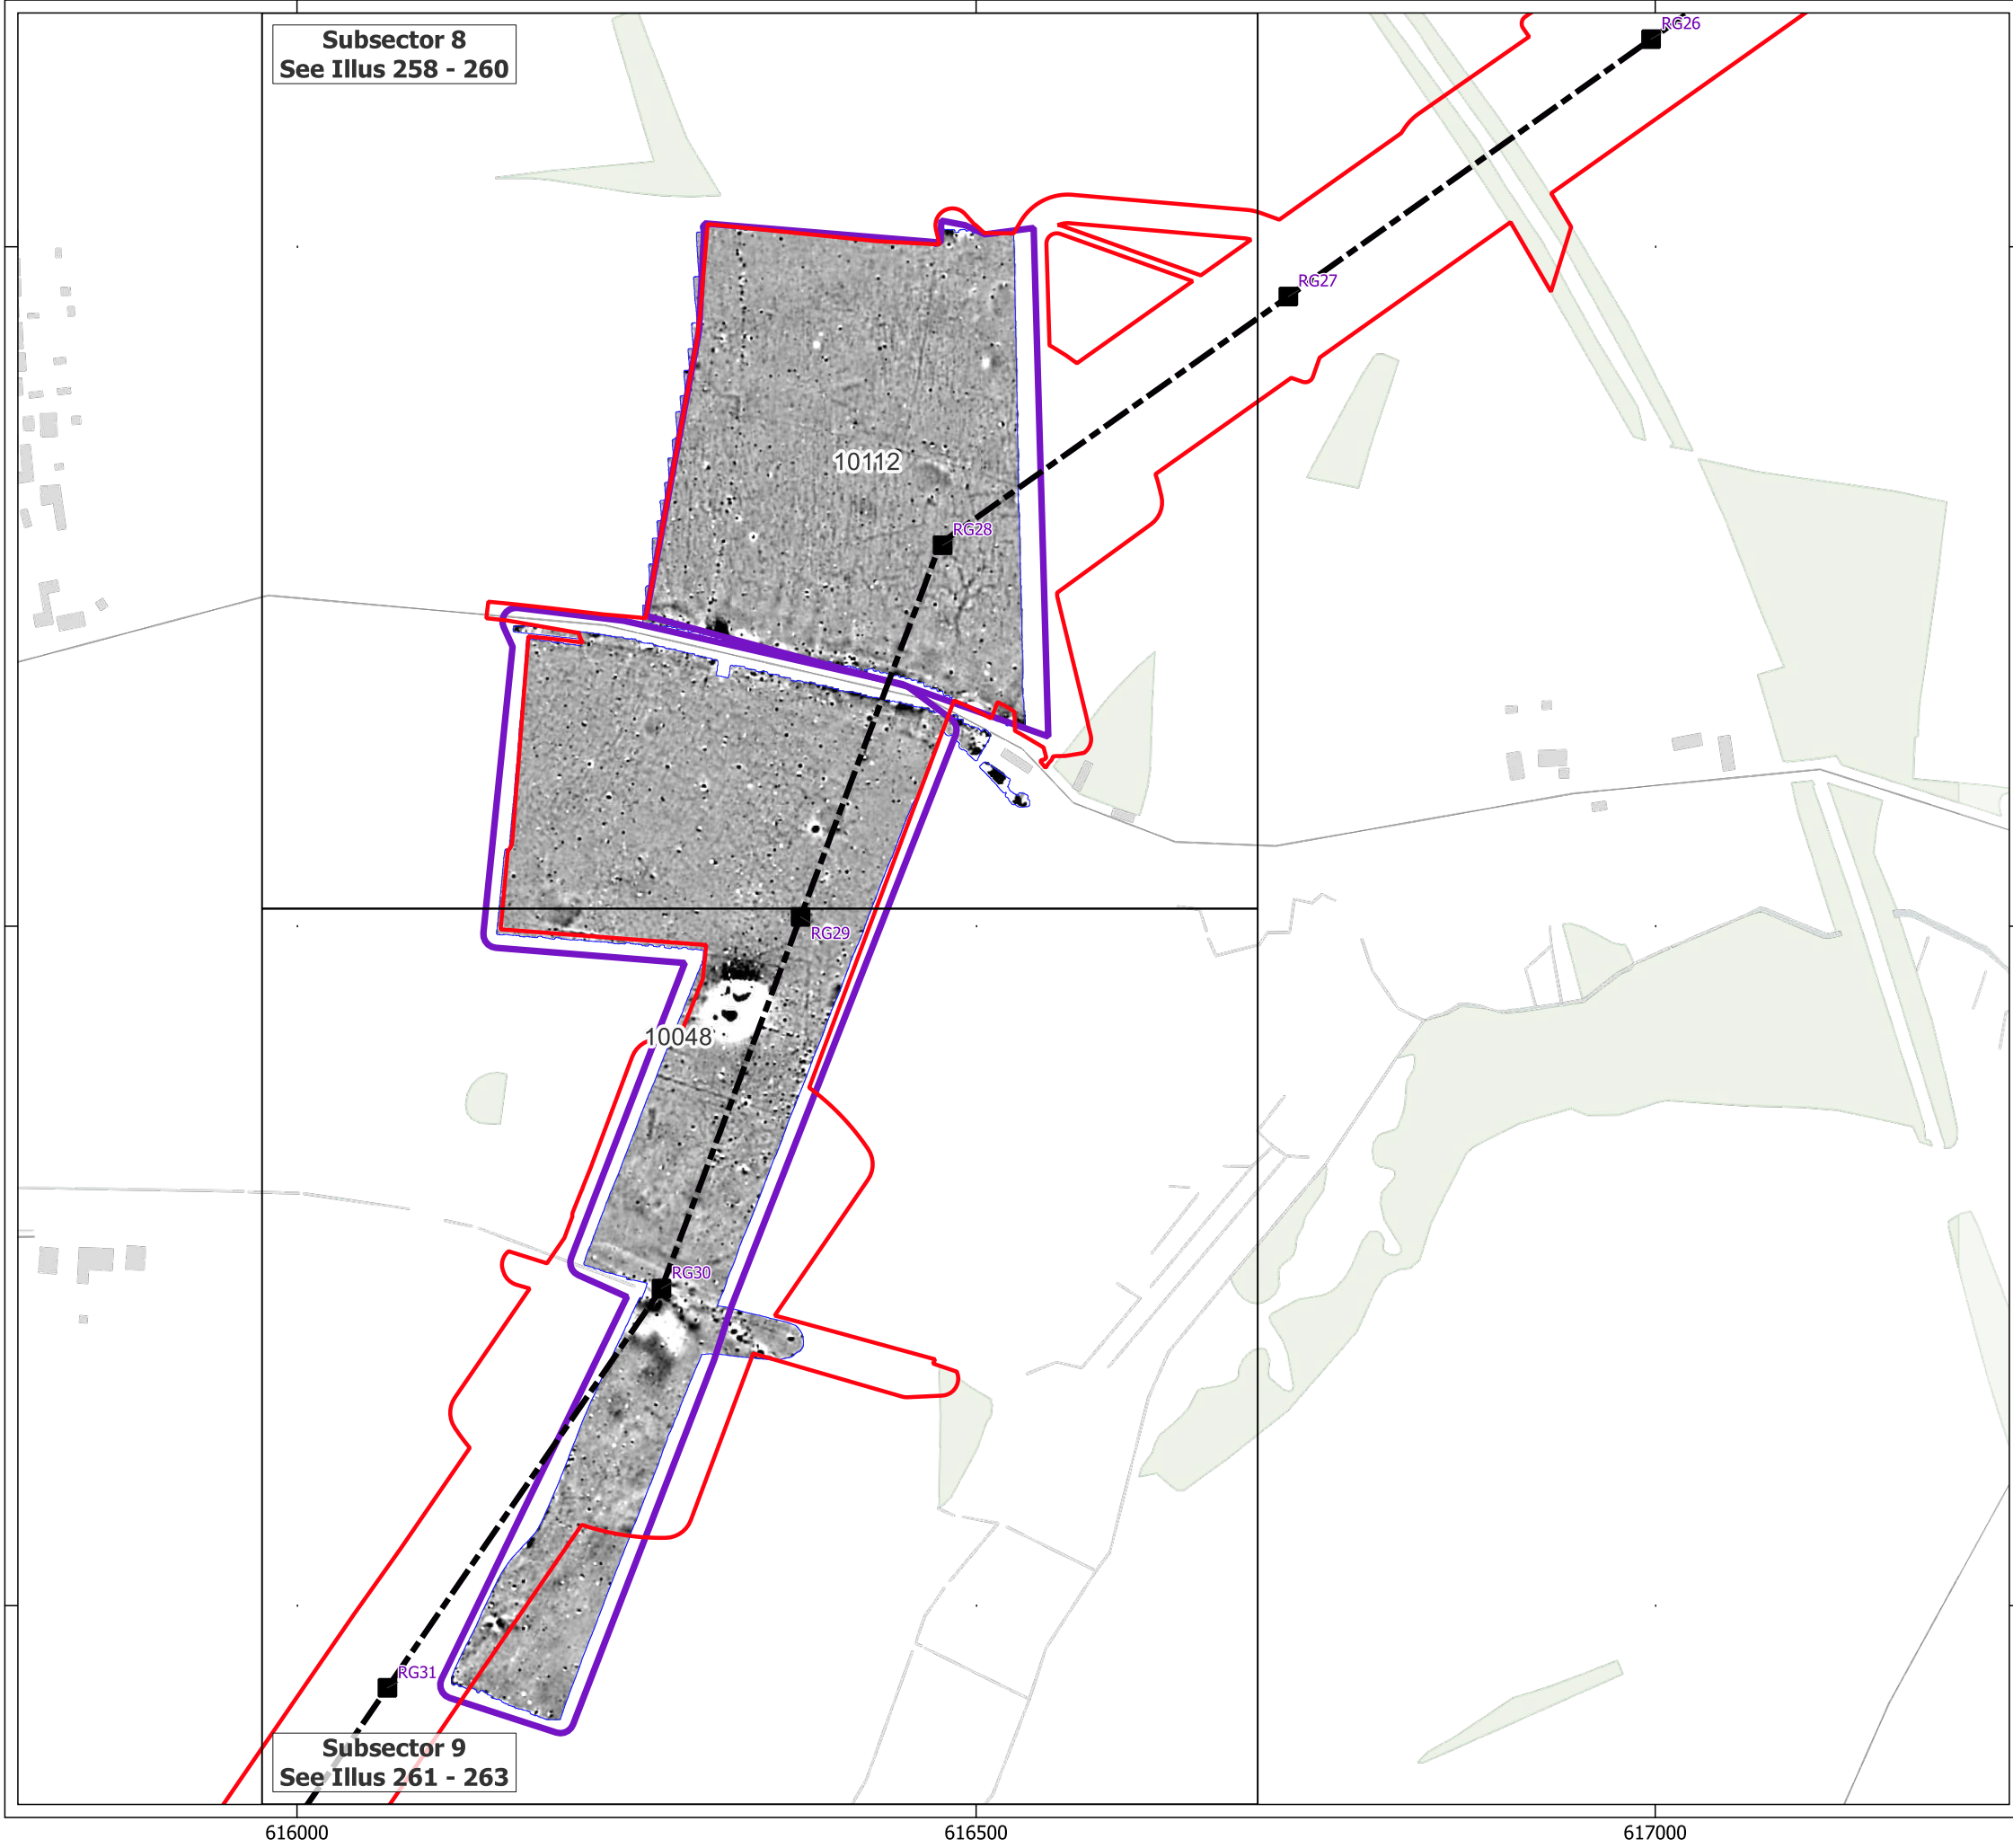 Subsector 8
See Illus 258 - 260
RG26
RG27
10112
RG28
RG29
10048
RG30
RG31
Subsector 9
See Illus 261 - 263
616000
616500
617000